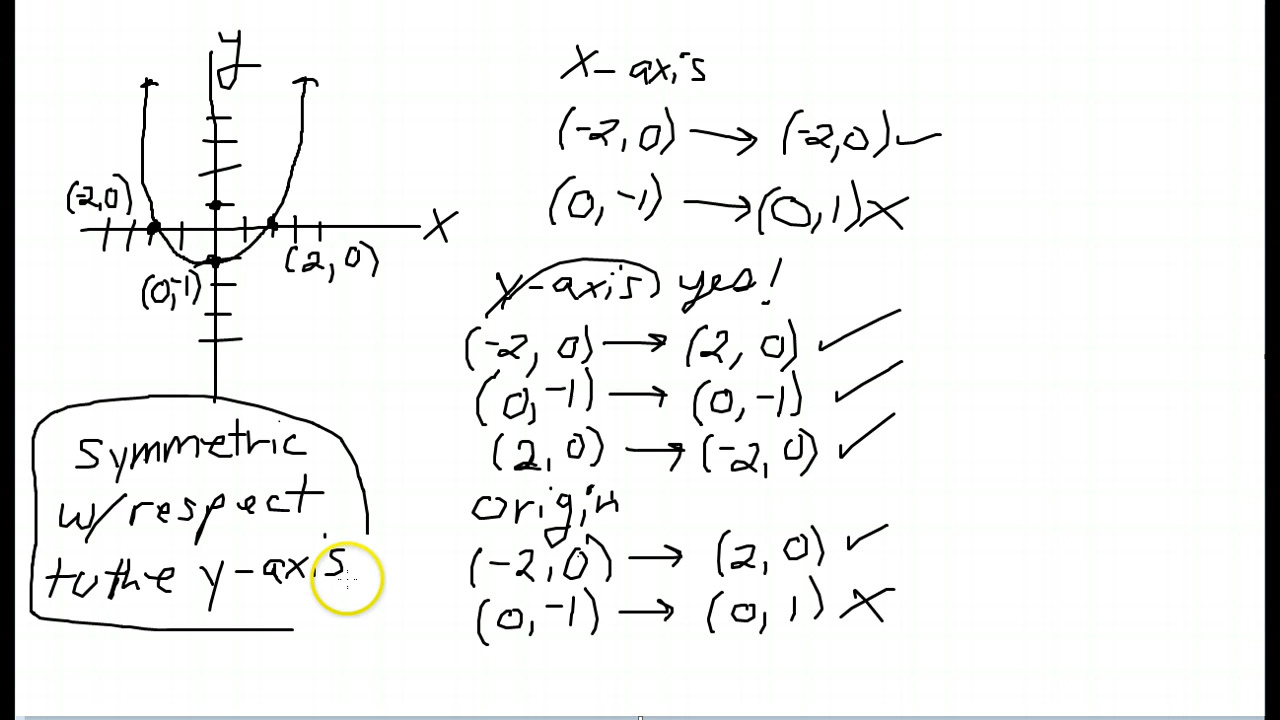 y
(-2,0)
x
(2, 0)
(0,-1)
Symmetric
w/respect
to the y-axis
x-axis
(-2, 0) → (-2,0) ✓
(0, -1) → (0, 1) X
y-axis) yes!
(-2, 0) → (2, 0) ✓
(0, -1) → (0, -1) ✓
(2, 0) → (-2, 0) ✓
origin
(-2, 0) → (2, 0) ✓
(0, -1) → (0, 1) X